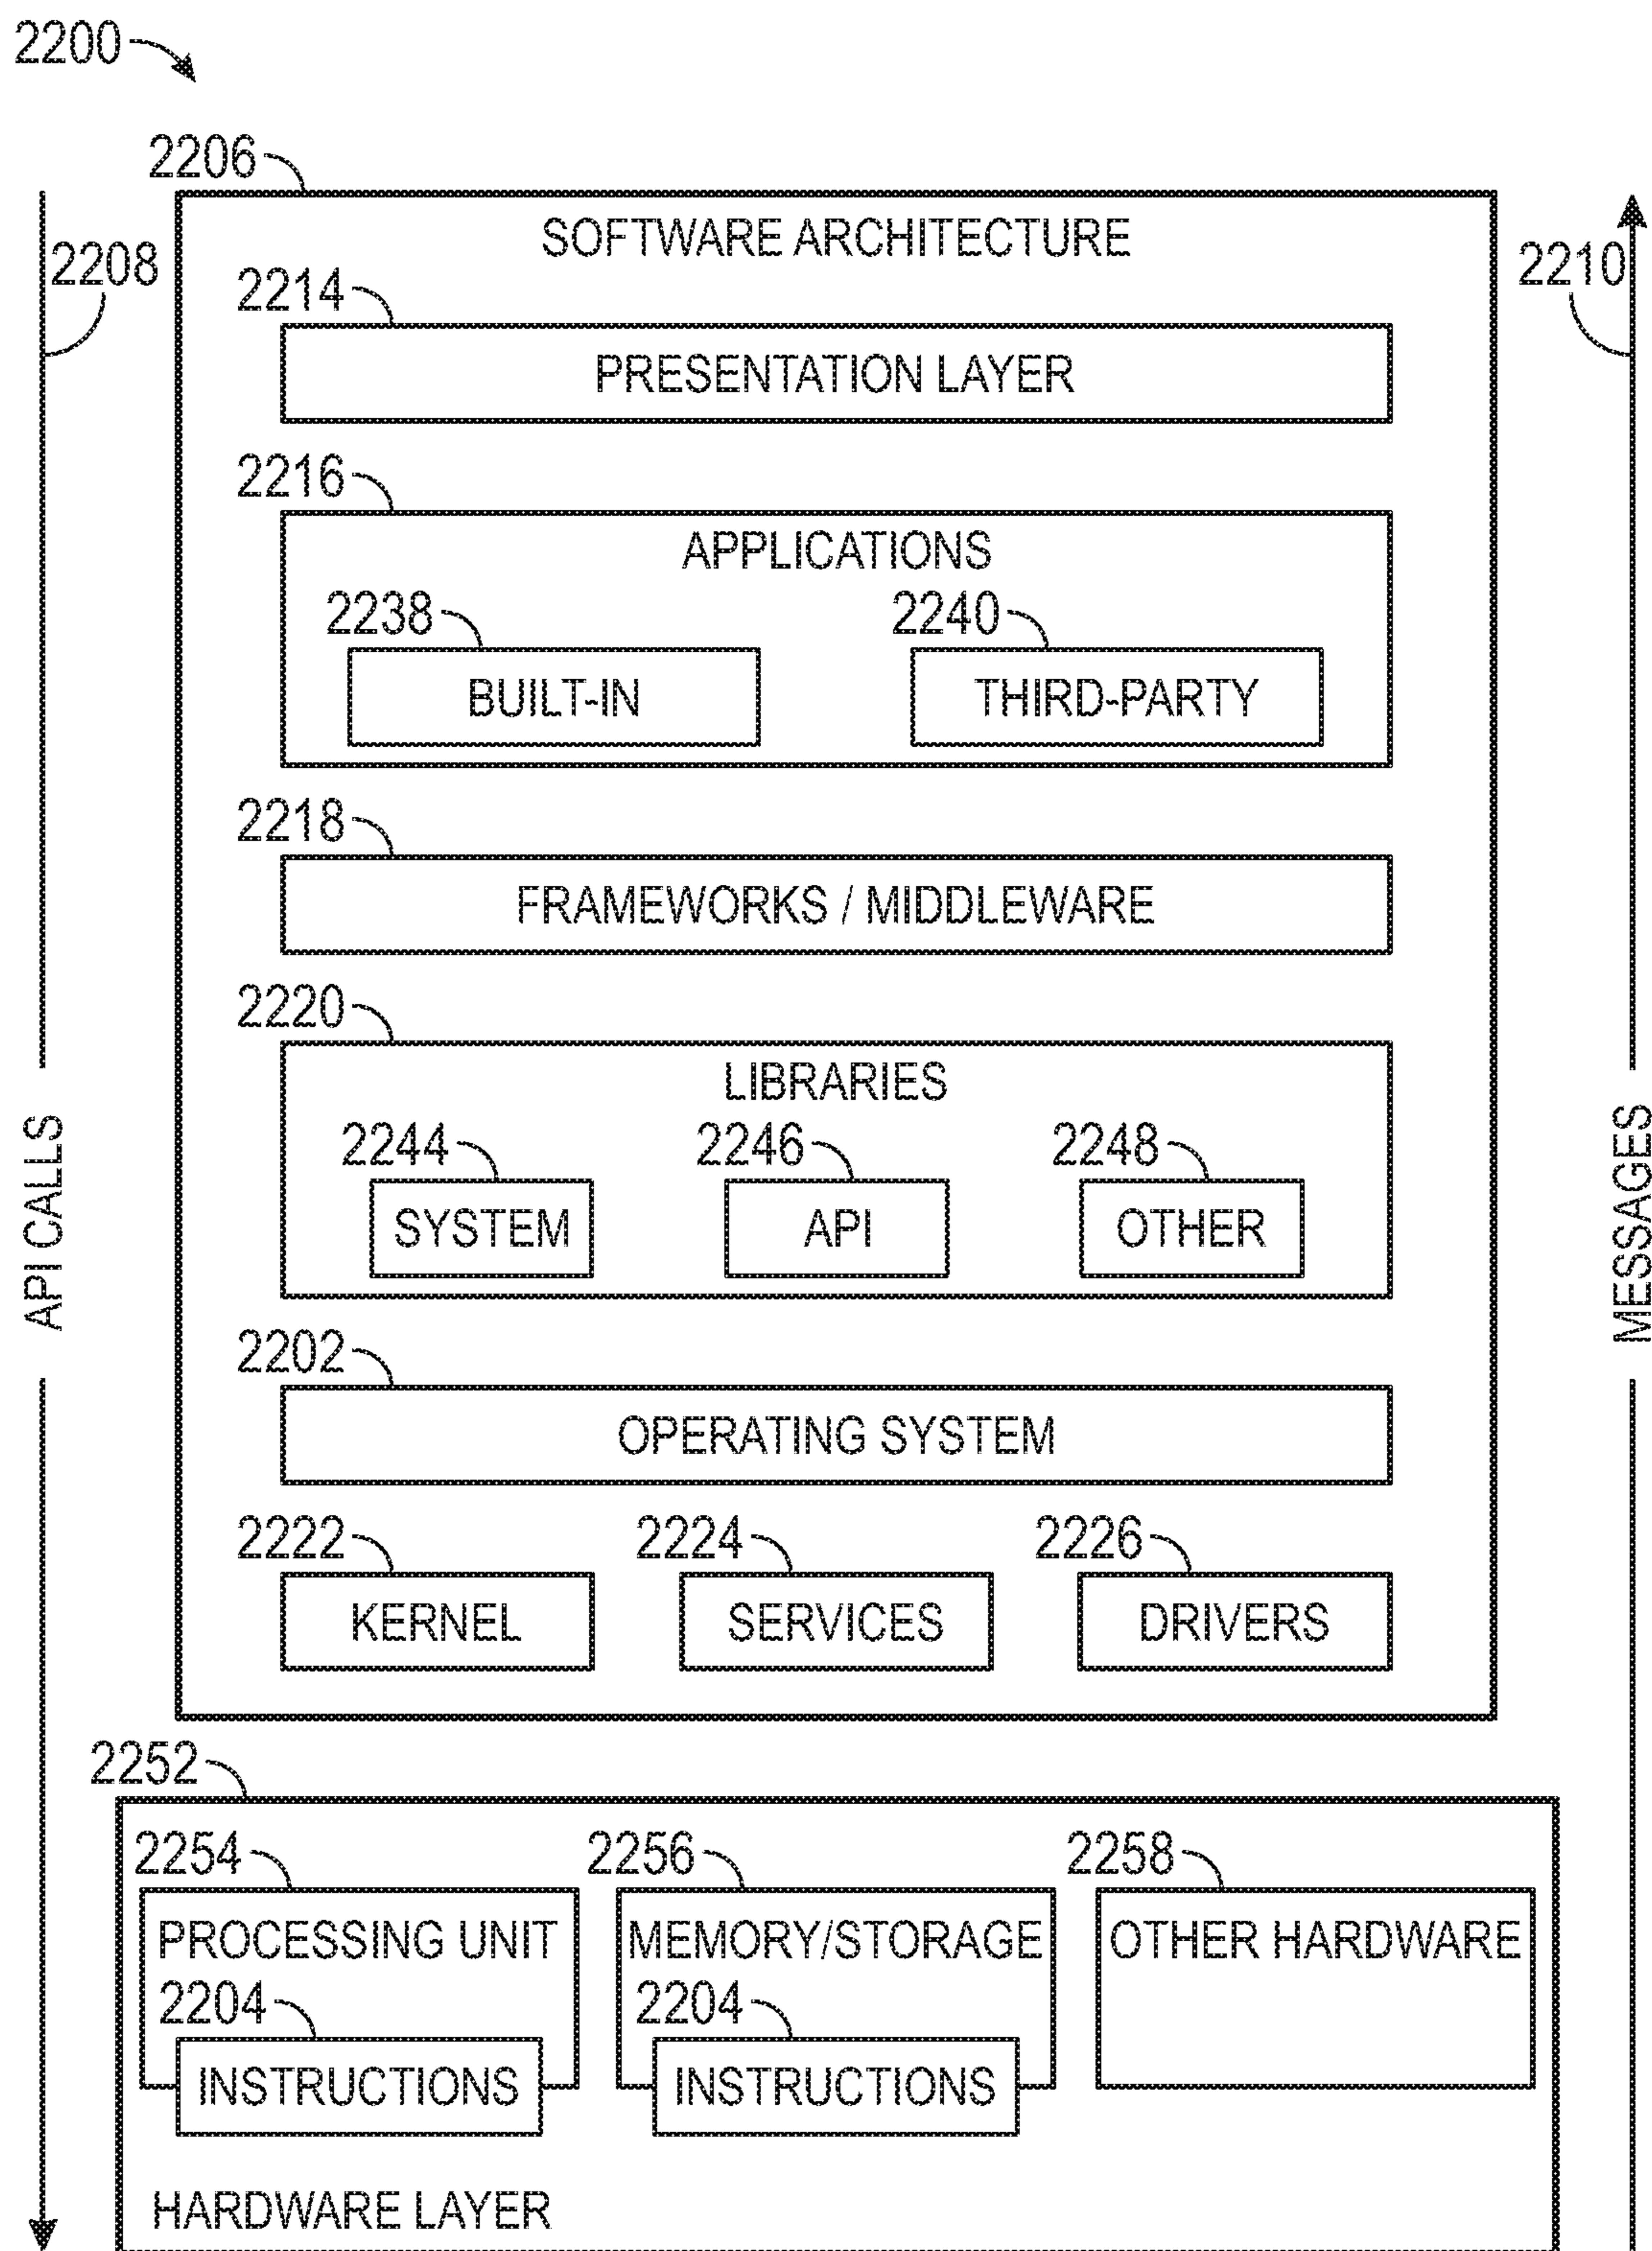 2200
2206
2208
2210
SOFTWARE ARCHITECTURE
2214
PRESENTATION LAYER
2216
APPLICATIONS
2238
2240
BUILT-IN
THIRD-PARTY
2218
FRAMEWORKS / MIDDLEWARE
2220
LIBRARIES
2244
2246
2248
SYSTEM
API
OTHER
API CALLS
MESSAGES
2202
OPERATING SYSTEM
2222
2224
2226
KERNEL
SERVICES
DRIVERS
2252
2254
2256
2258
PROCESSING UNIT
MEMORY/STORAGE
OTHER HARDWARE
2204
2204
INSTRUCTIONS
INSTRUCTIONS
HARDWARE LAYER